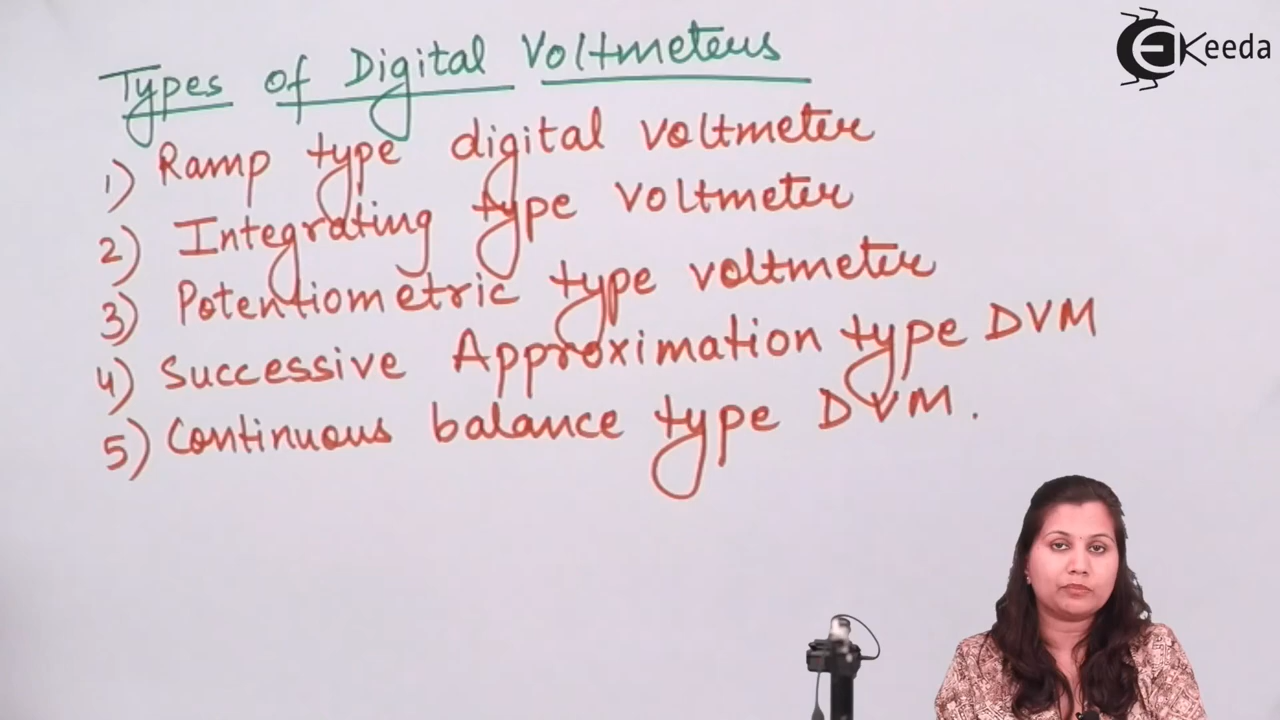 Types of Digital Voltmeters
1) Ramp type digital voltmeter
2) Integrating type voltmeter
3) Potentiometric type voltmeter
4) Successive Approximation type DVM
5) Continuous balance type DVM.
eKeeda